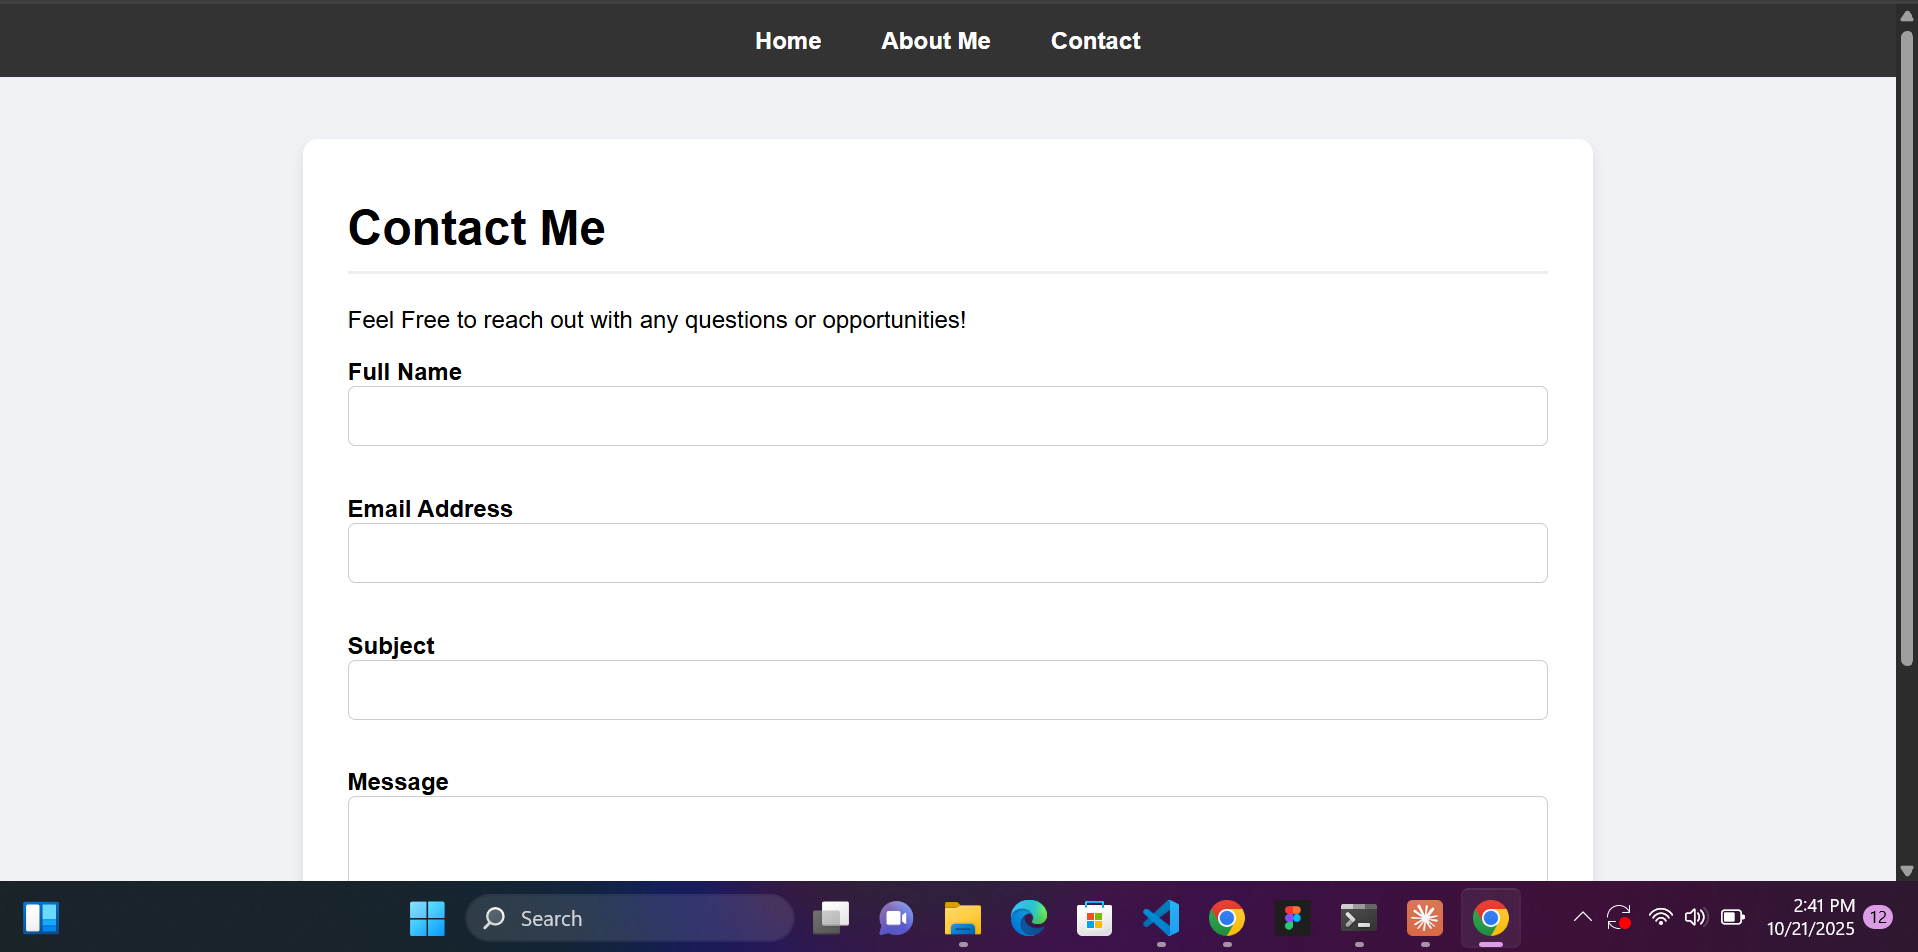 Home About Me Contact
Contact Me
Feel Free to reach out with any questions or opportunities!
Full Name
Email Address
Subject
Message
Search
2:41 PM
10/21/2025
12